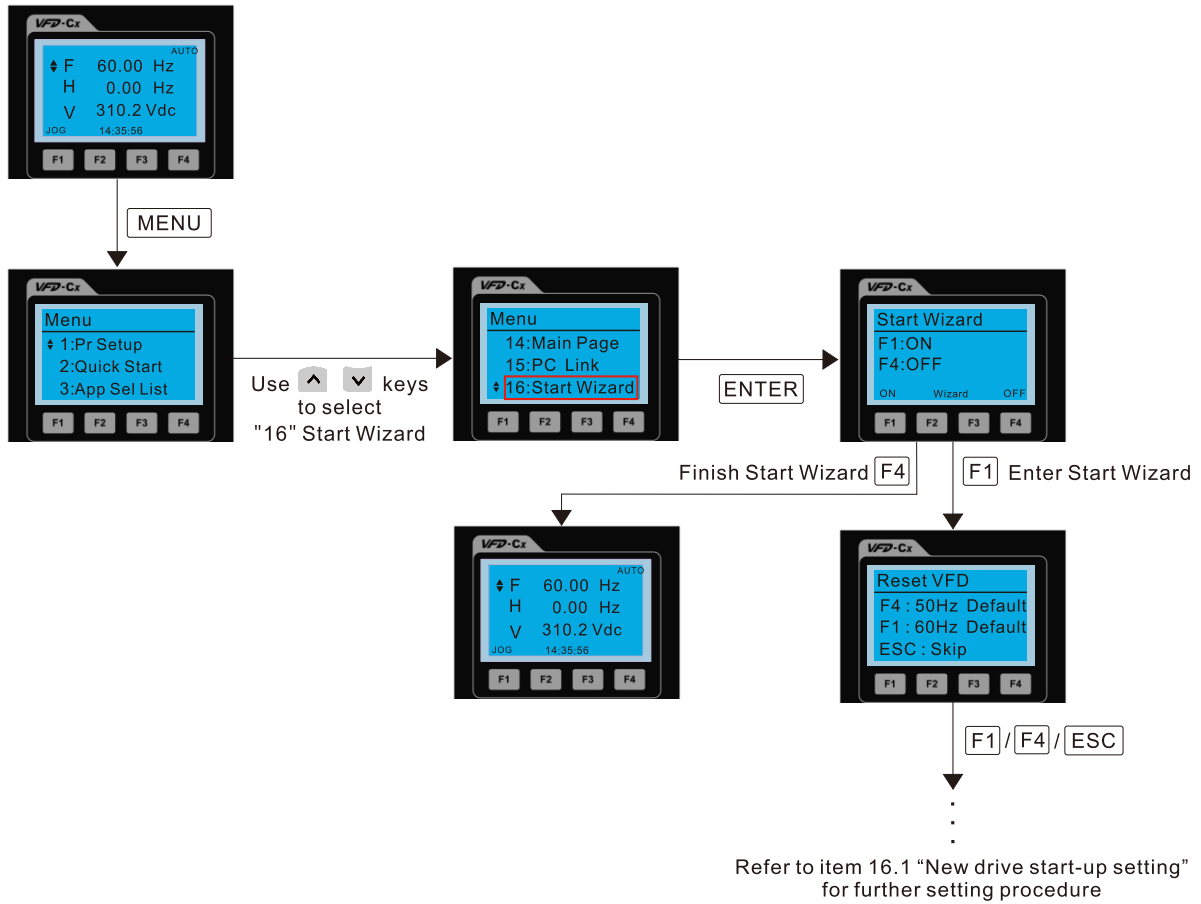 VFD-Cx
AUTO
F 60.00 Hz
H 0.00 Hz
V 310.2 Vdc
JOG 14;35;56
F1 F2 F3 F4
MENU
VFD-Cx
Menu
1:Pr Setup
2:Quick Start
3:App Sel List
F1 F2 F3 F4
Use keys
to select
"16" Start Wizard
VFD-Cx
Menu
14:Main Page
15:PC Link
16:Start Wizard
F1 F2 F3 F4
ENTER
VFD-Cx
Start Wizard
F1:ON
F4:OFF
ON Wizard OFF
F1 F2 F3 F4
Finish Start Wizard F4
F1 Enter Start Wizard
VFD-Cx
AUTO
F 60.00 Hz
H 0.00 Hz
V 310.2 Vdc
JOG 14;35;56
F1 F2 F3 F4
VFD-Cx
Reset VFD
F4 : 50Hz Default
F1 : 60Hz Default
ESC : Skip
F1 F2 F3 F4
F1 / F4 / ESC
Refer to item 16.1 “New drive start-up setting”
for further setting procedure